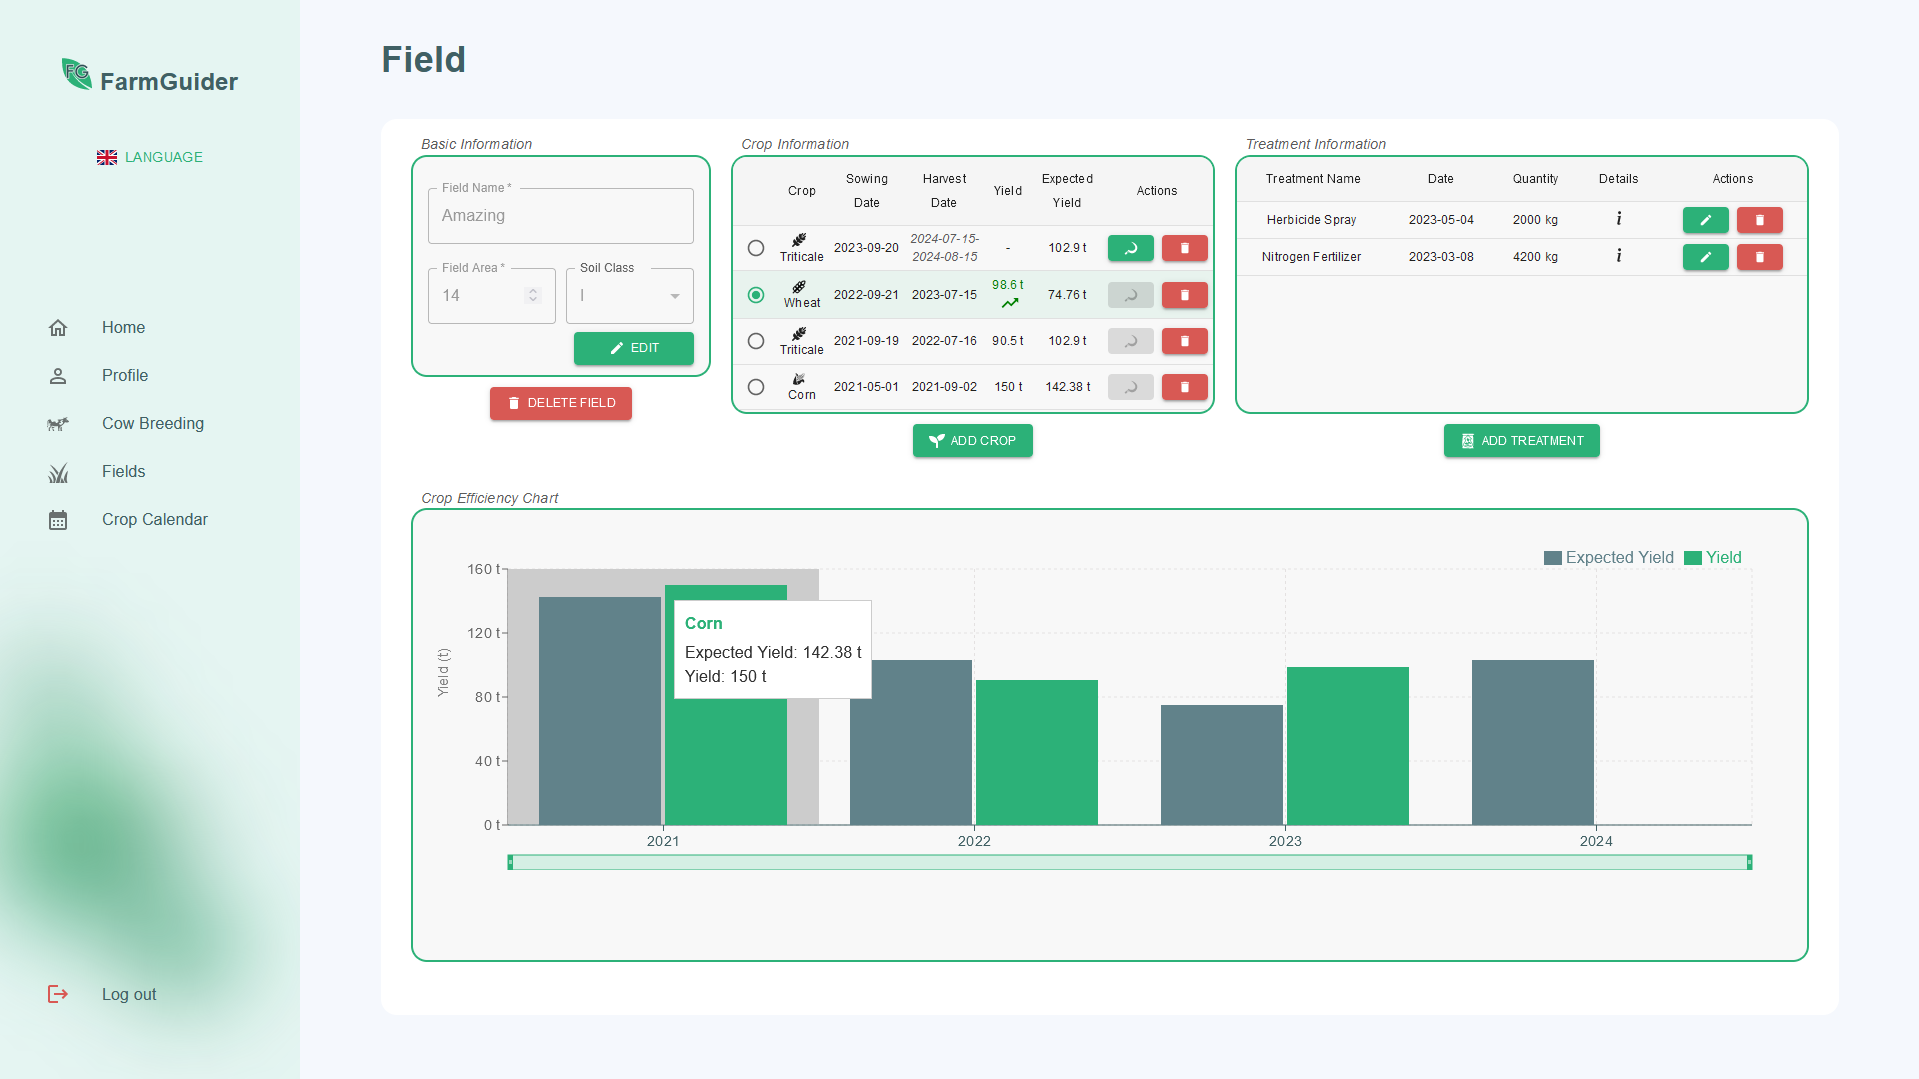 FG FarmGuider
LANGUAGE
Home
Profile
Cow Breeding
Fields
Crop Calendar
Log out
Field
Basic Information
Field Name *
Amazing
Field Area *
14
Soil Class
I
EDIT
DELETE FIELD
Crop Information
Crop Sowing Date Harvest Date Yield Expected Yield Actions
Triticale 2023-09-20 2024-07-15-2024-08-15 - 102.9 t
Wheat 2022-09-21 2023-07-15 98.6 t 74.76 t
Triticale 2021-09-19 2022-07-16 90.5 t 102.9 t
Corn 2021-05-01 2021-09-02 150 t 142.38 t
ADD CROP
Treatment Information
Treatment Name Date Quantity Details Actions
Herbicide Spray 2023-05-04 2000 kg i
Nitrogen Fertilizer 2023-03-08 4200 kg i
ADD TREATMENT
Crop Efficiency Chart
Expected Yield Yield
Yield (t)
160 t
120 t
80 t
40 t
0 t
Corn
Expected Yield: 142.38 t
Yield: 150 t
2021 2022 2023 2024